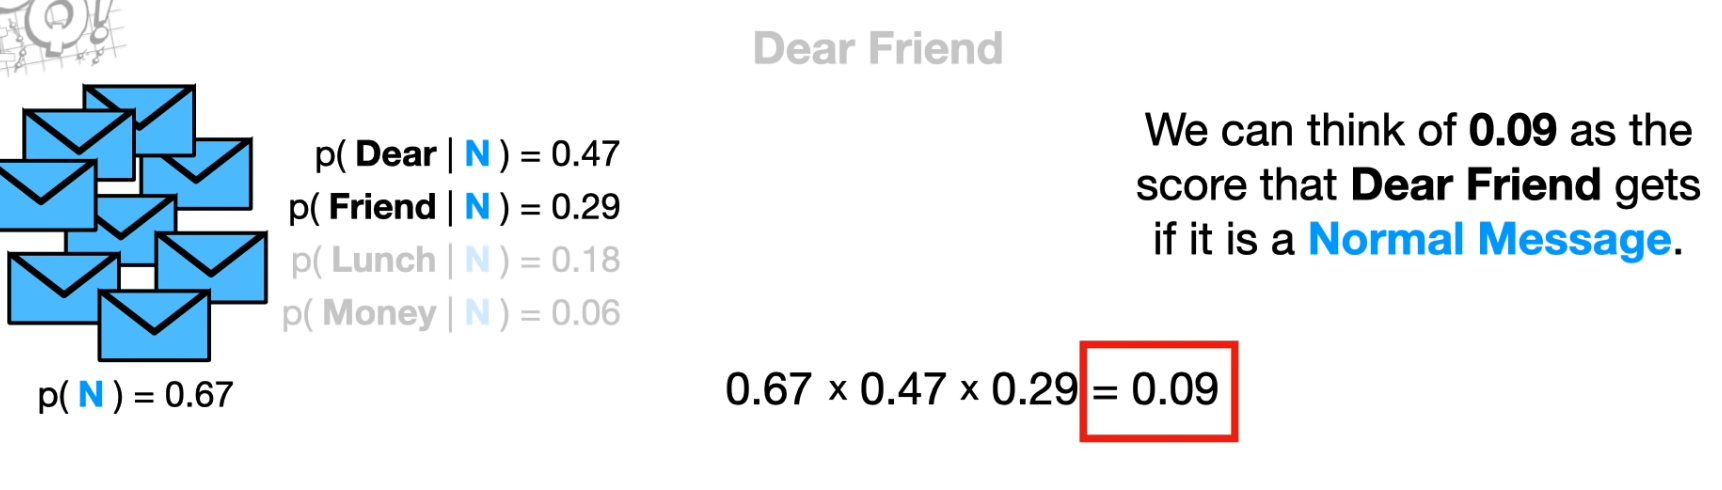 Dear Friend
p( Dear | N ) = 0.47
p( Friend | N ) = 0.29
p( Lunch | N ) = 0.18
p( Money | N ) = 0.06
p( N ) = 0.67
We can think of 0.09 as the
score that Dear Friend gets
if it is a Normal Message.
0.67 x 0.47 x 0.29 = 0.09